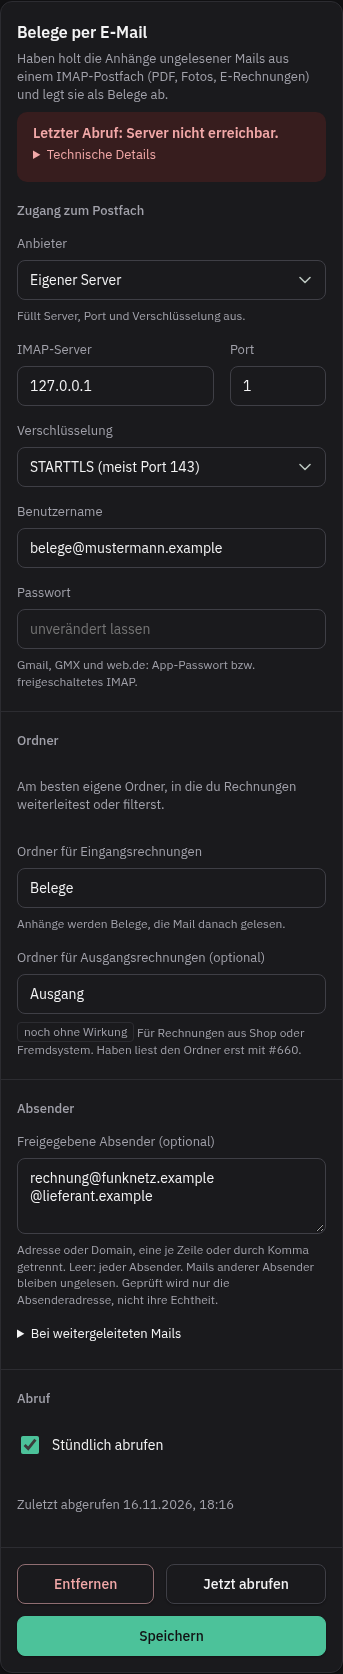 Belege per E-Mail
Haben holt die Anhänge ungelesener Mails aus
einem IMAP-Postfach (PDF, Fotos, E-Rechnungen)
und legt sie als Belege ab.
Letzter Abruf: Server nicht erreichbar.
Technische Details
Zugang zum Postfach
Anbieter
Eigener Server
Füllt Server, Port und Verschlüsselung aus.
IMAP-Server Port
127.0.0.1 1
Verschlüsselung
STARTTLS (meist Port 143)
Benutzername
belege@mustermann.example
Passwort
unverändert lassen
Gmail, GMX und web.de: App-Passwort bzw.
freigeschaltetes IMAP.
Ordner
Am besten eigene Ordner, in die du Rechnungen
weiterleitest oder filterst.
Ordner für Eingangsrechnungen
Belege
Anhänge werden Belege, die Mail danach gelesen.
Ordner für Ausgangsrechnungen (optional)
Ausgang
noch ohne Wirkung Für Rechnungen aus Shop oder
Fremdsystem. Haben liest den Ordner erst mit #660.
Absender
Freigegebene Absender (optional)
rechnung@funknetz.example
@lieferant.example
Adresse oder Domain, eine je Zeile oder durch Komma
getrennt. Leer: jeder Absender. Mails anderer Absender
bleiben ungelesen. Geprüft wird nur die
Absenderadresse, nicht ihre Echtheit.
Bei weitergeleiteten Mails
Abruf
Stündlich abrufen
Zuletzt abgerufen 16.11.2026, 18:16
Entfernen Jetzt abrufen
Speichern